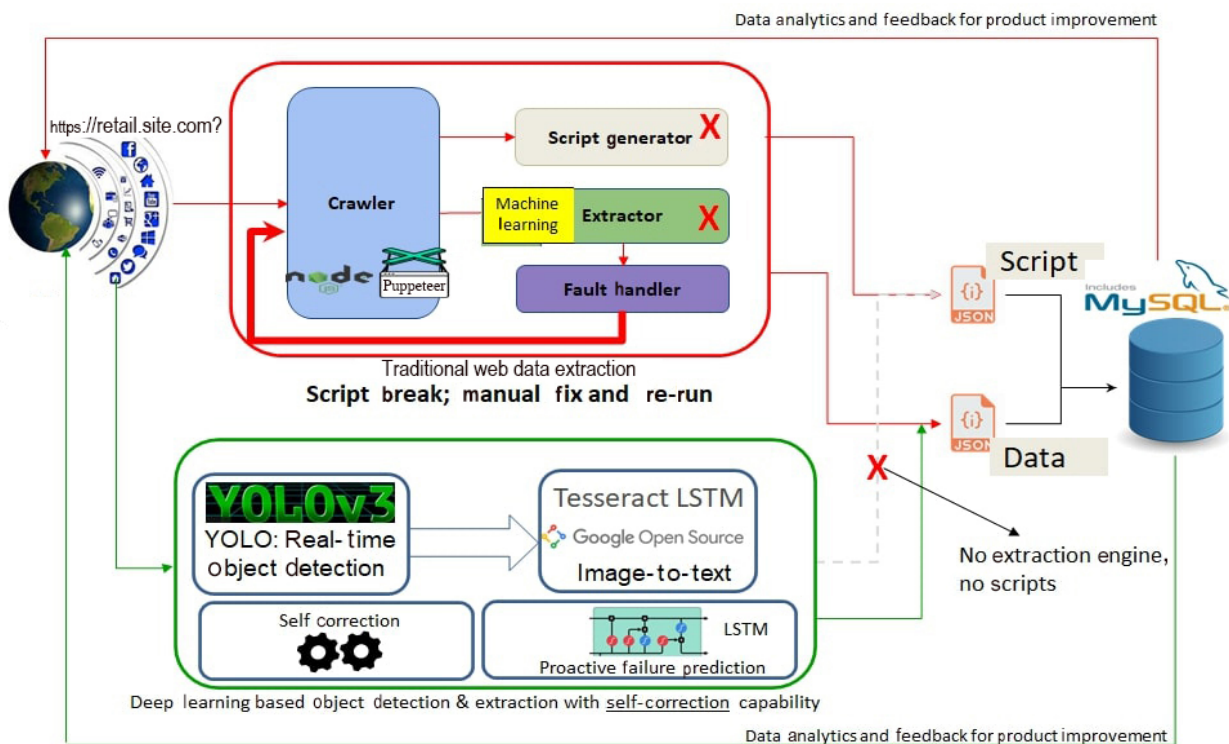 Data analytics and feedback for product improvement
https://retail.site.com?
Crawler
node
JS
Puppeteer
Script generator
X
Machine
learning
Extractor
X
Fault handler
Traditional web data extraction
Script break; manual fix and re-run
Script
{i}
JSON
Includes
MySQL
{i}
JSON
Data
YOLOv3
YOLO: Real-time
object detection
Tesseract LSTM
Google Open Source
Image-to-text
X
No extraction engine,
no scripts
Self correction
LSTM
Proactive failure prediction
Deep learning based object detection & extraction with self-correction capability
Data analytics and feedback for product improvement